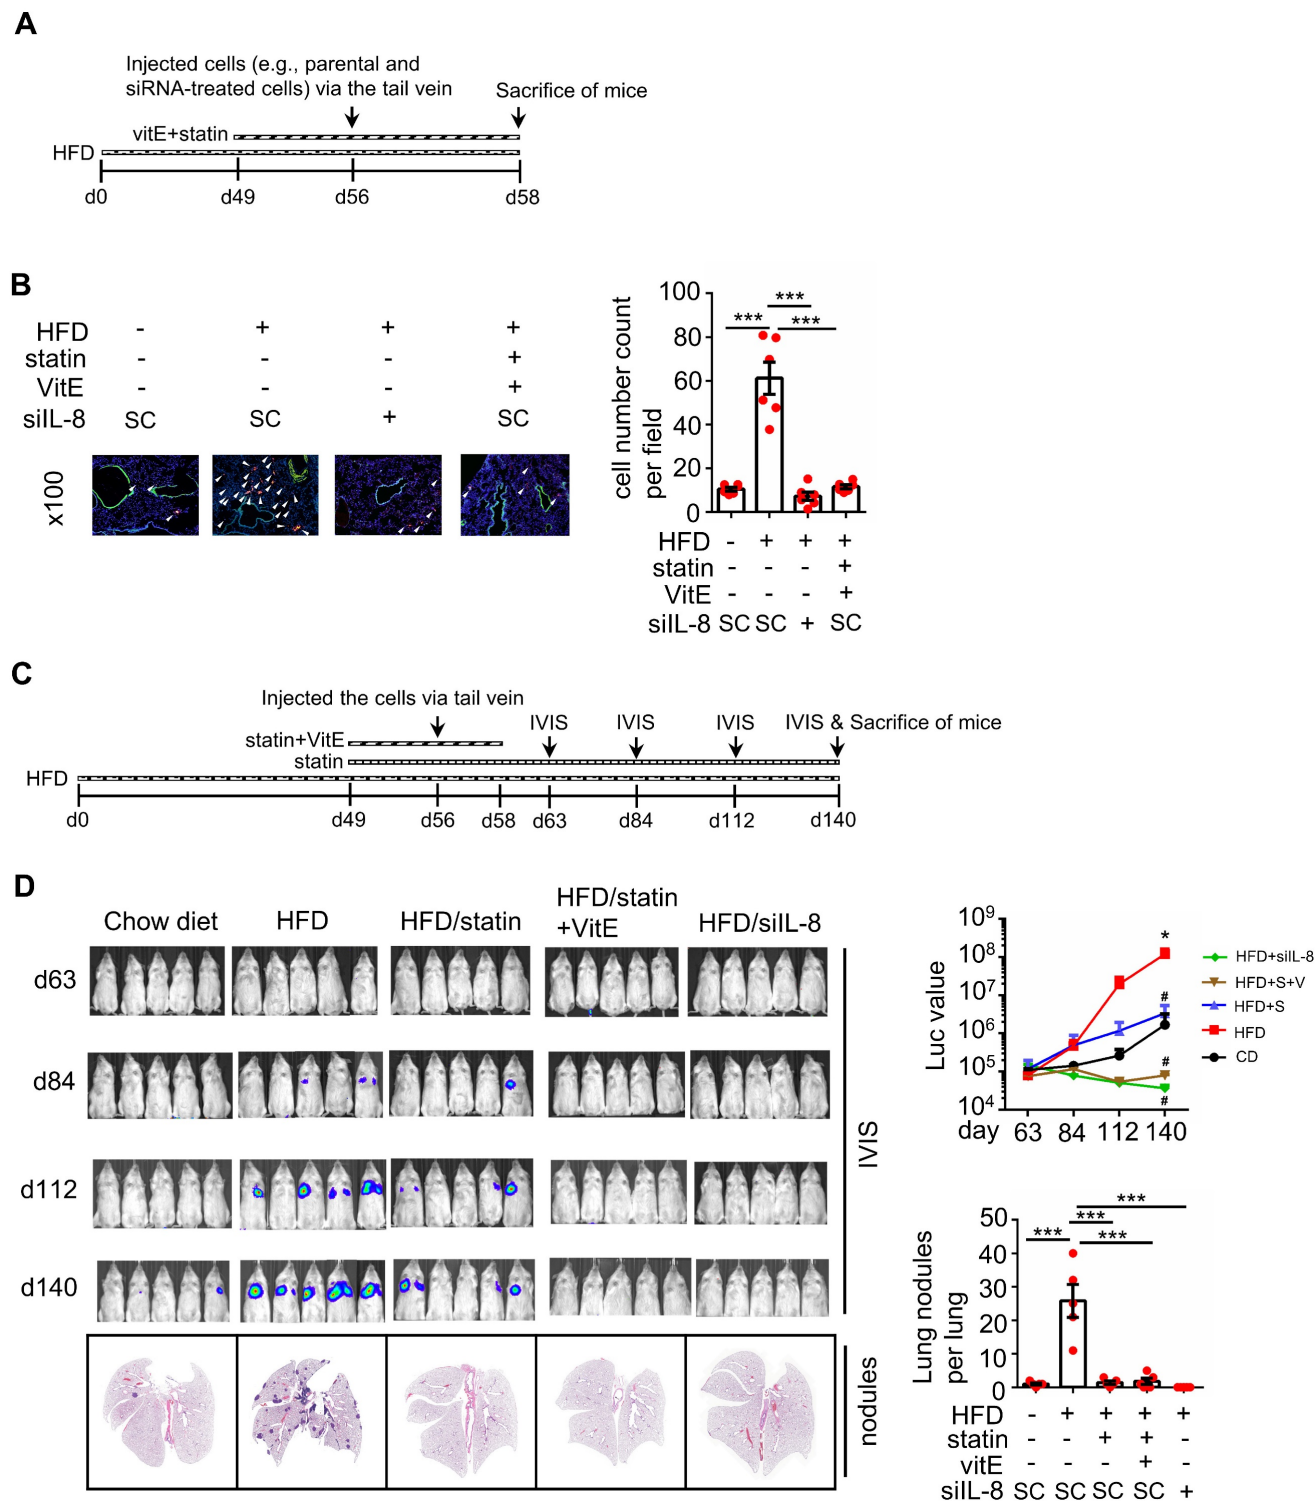 A
Injected cells (e.g., parental and
siRNA-treated cells) via the tail vein
Sacrifice of mice
vitE+statin
HFD
d0 d49 d56 d58
B
HFD - + + +
statin - - - +
VitE - - - +
siIL-8 SC SC + SC
x100
cell number count
per field
100
80
60
40
20
0
*** *** ***
HFD - + + +
statin - - - +
VitE - - - +
siIL-8 SC SC + SC
C
Injected the cells via tail vein
IVIS IVIS IVIS IVIS & Sacrifice of mice
statin+VitE
statin
HFD
d0 d49 d56 d58 d63 d84 d112 d140
D
Chow diet HFD HFD/statin HFD/statin
+VitE HFD/siIL-8
d63
d84
d112
d140
IVIS
nodules
Luc value
10⁹
10⁸
10⁷
10⁶
10⁵
10⁴
day 63 84 112 140
*
#
#
#
HFD+siIL-8
HFD+S+V
HFD+S
HFD
CD
Lung nodules
per lung
50
40
30
20
10
0
*** *** *** ***
HFD - + + + +
statin - - + + -
vitE - - - + -
siIL-8 SC SC SC SC +